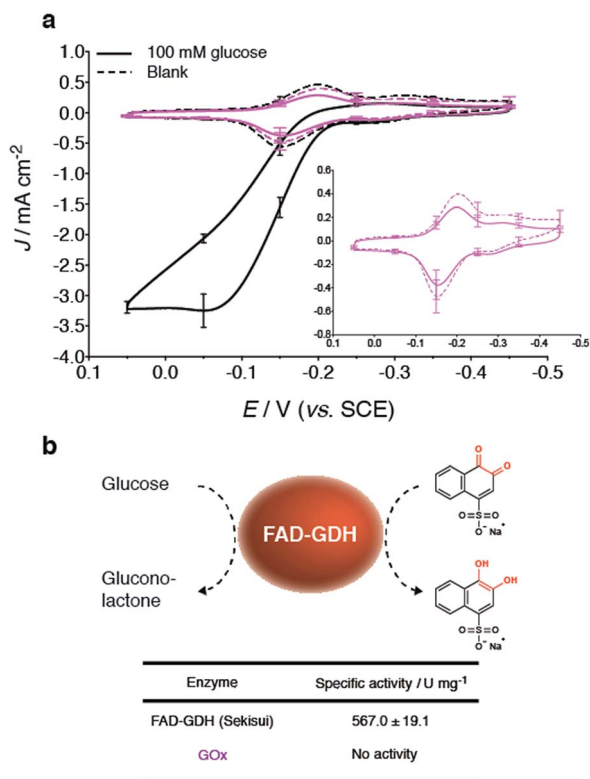 a
100 mM glucose
Blank
1.0
0.5
0.0
-0.5
-1.0
-1.5
-2.0
-2.5
-3.0
-3.5
-4.0
J / mA cm-2
0.6
0.4
0.2
0.0
-0.2
-0.4
-0.6
-0.8
0.0 -0.1 -0.2 -0.3 -0.4 -0.5
0.1 0.0 -0.1 -0.2 -0.3 -0.4 -0.5
E / V (vs. SCE)
b
Glucose
FAD-GDH
Glucono-
lactone
O
O
O=S=O
O- Na+
OH
OH
O=S=O
O- Na+
Enzyme Specific activity / U mg-1
FAD-GDH (Sekisui) 567.0 ± 19.1
GOx No activity